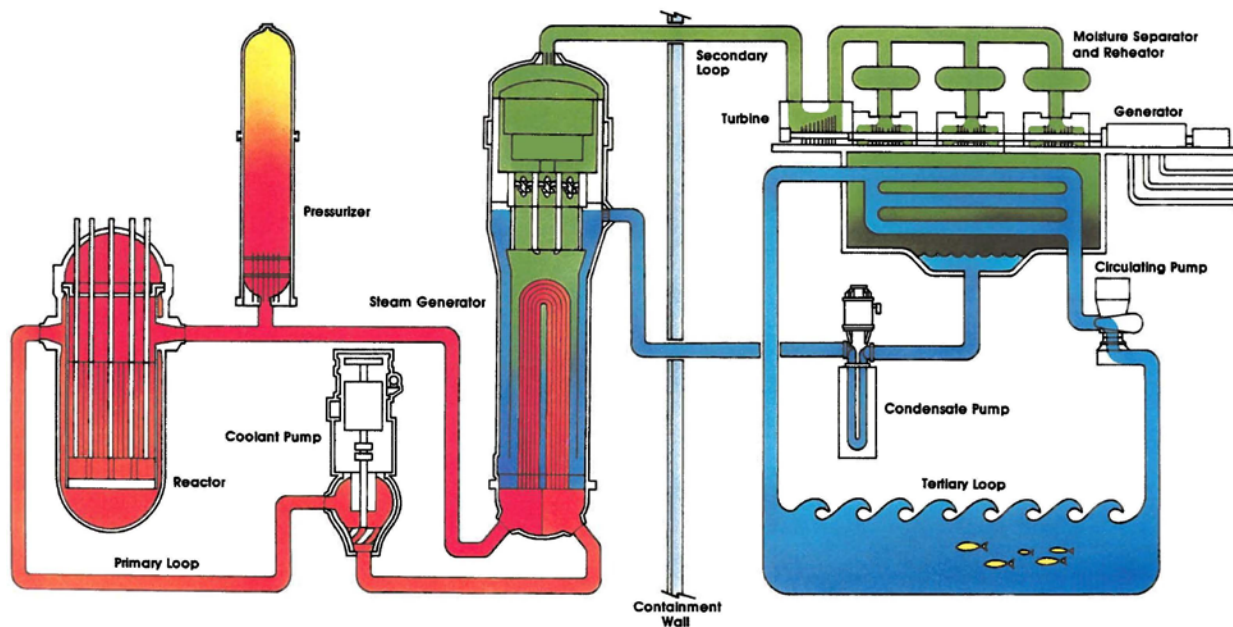 Secondary
Loop
Moisture Separator
and Reheator
Turbine
Generator
Pressurizer
Steam Generator
Circulating Pump
Coolant Pump
Condensate Pump
Reactor
Tertiary Loop
Primary Loop
Containment
Wall